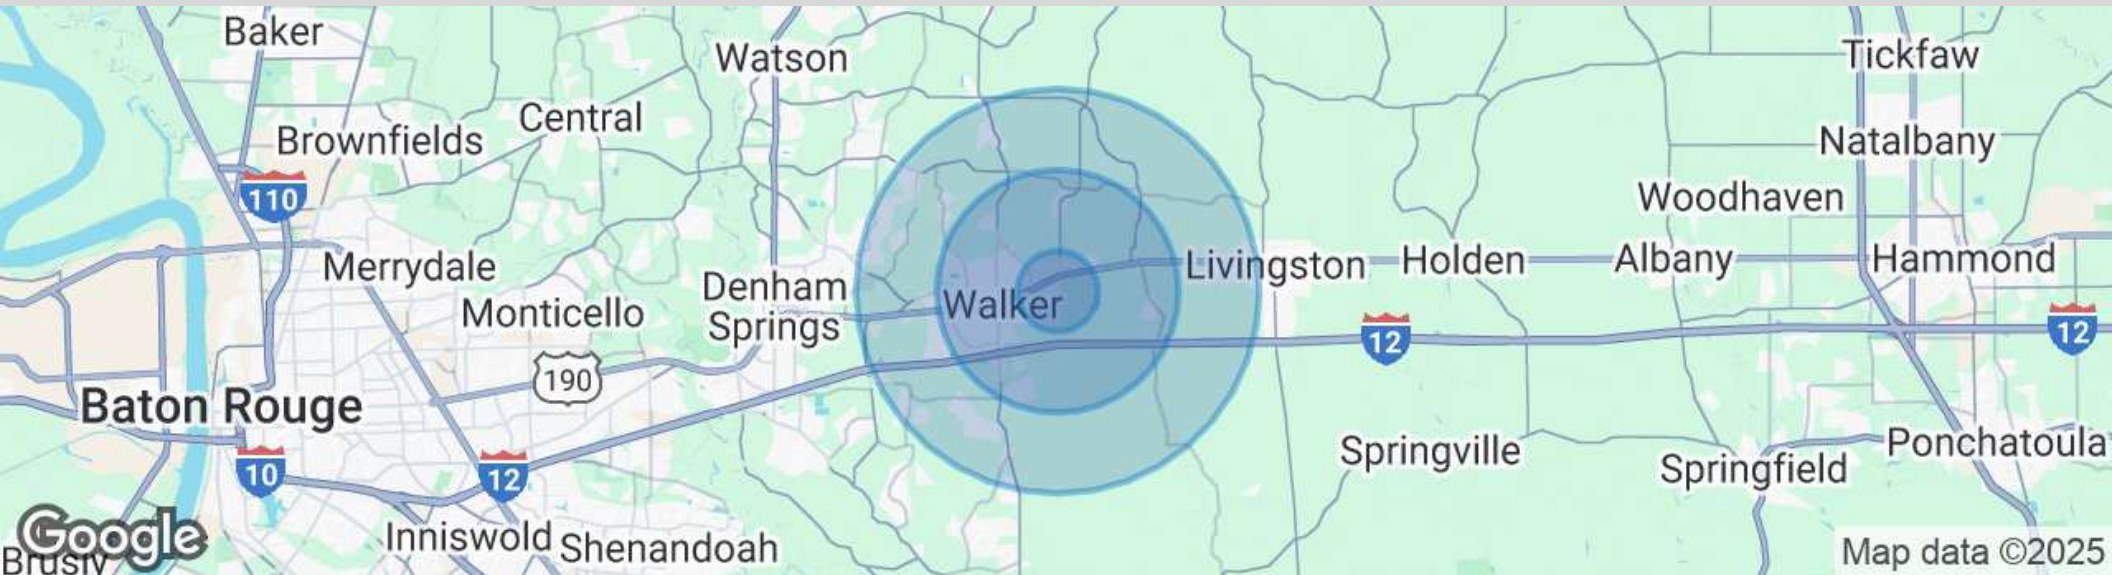 Baker
Watson
Tickfaw
Central
Brownfields
Natalbany
110
Woodhaven
Merrydale
Livingston
Holden
Albany
Hammond
Denham
Springs
Walker
Monticello
12
12
190
Baton Rouge
10
12
Springville
Springfield
Ponchatoula
Inniswold
Shenandoah
Google
Brusly
Map data ©2025